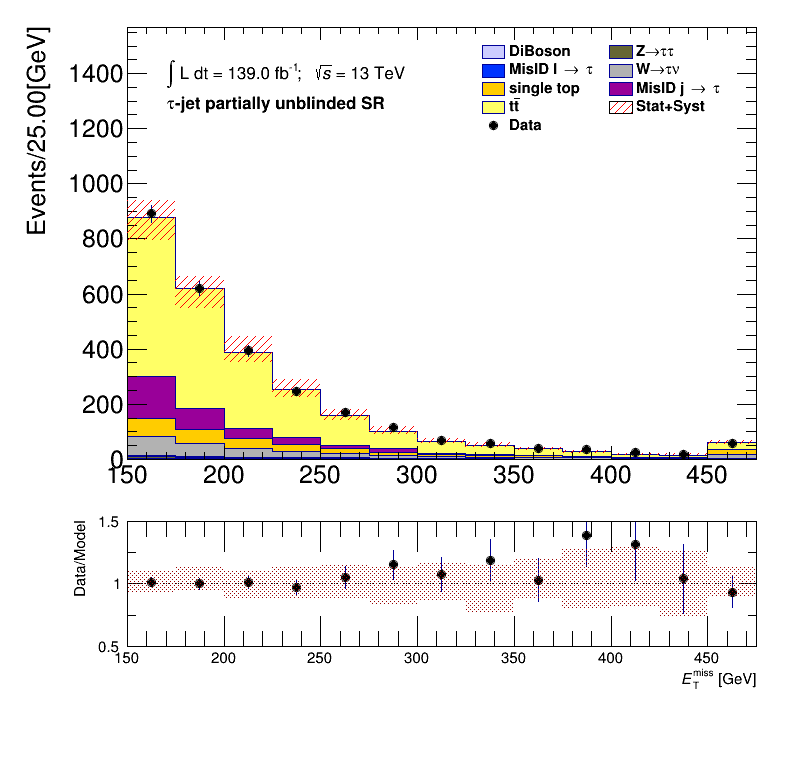 Events/25.00[GeV]
1400
1200
1000
800
600
400
200
0
∫ L dt = 139.0 fb⁻¹; √s = 13 TeV
τ-jet partially unblinded SR
DiBoson
MisID l → τ
single top
tt̄
Data
Z→ττ
W→τν
MisID j → τ
Stat+Syst
150 200 250 300 350 400 450
Data/Model
1.5
1
0.5
150 200 250 300 350 400 450
E_T^miss [GeV]